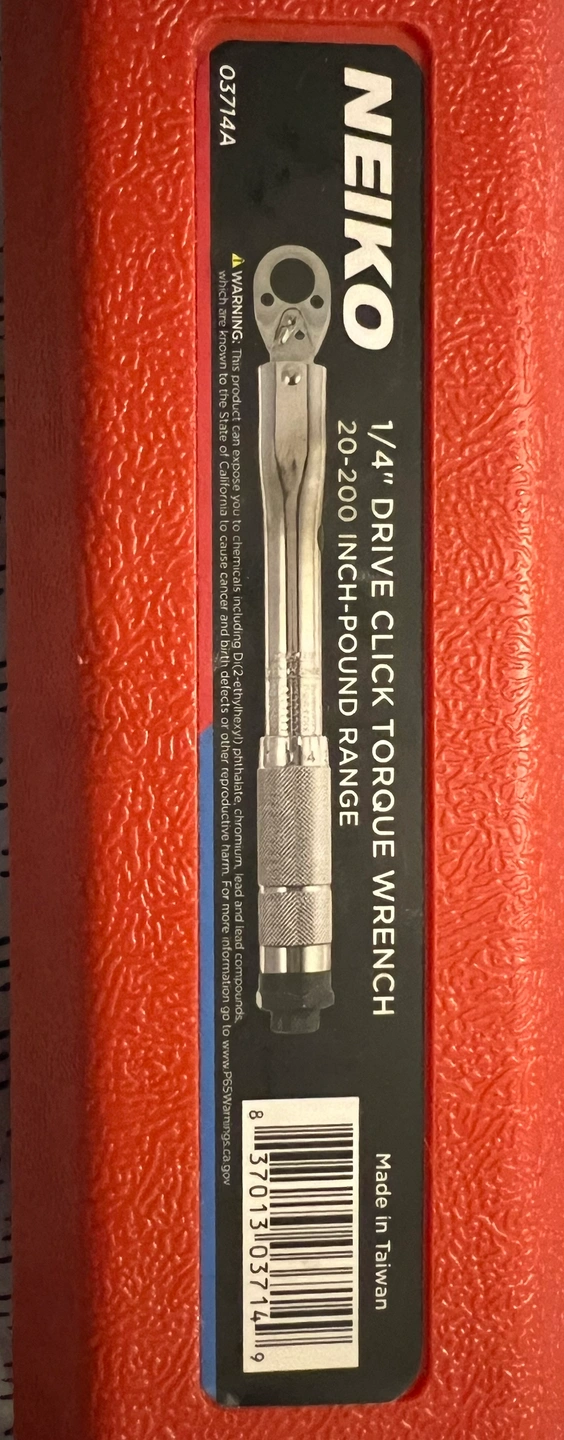 NEIKO
1/4" DRIVE CLICK TORQUE WRENCH
20-200 INCH-POUND RANGE
Made in Taiwan
4
8 37013 03714 9
⚠ WARNING: This product can expose you to chemicals including Di(2-ethylhexyl) phthalate, chromium, lead and lead compounds,
which are known to the State of California to cause cancer and birth defects or other reproductive harm. For more information go to www.P65Warnings.ca.gov
03714A